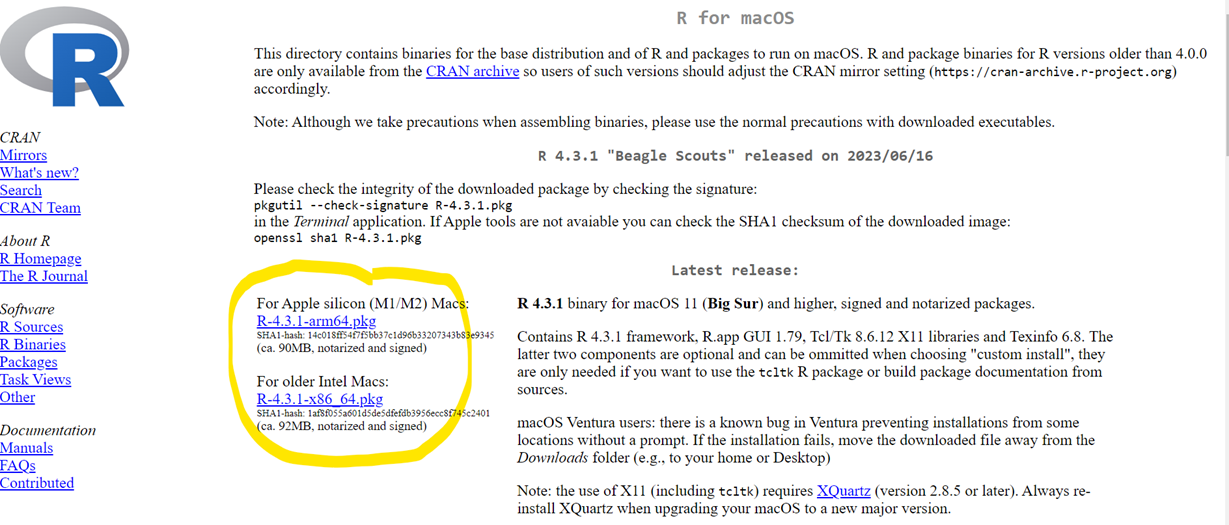 R
R for macOS
This directory contains binaries for the base distribution and of R and packages to run on macOS. R and package binaries for R versions older than 4.0.0
are only available from the CRAN archive so users of such versions should adjust the CRAN mirror setting (https://cran-archive.r-project.org)
accordingly.
Note: Although we take precautions when assembling binaries, please use the normal precautions with downloaded executables.
R 4.3.1 "Beagle Scouts" released on 2023/06/16
Please check the integrity of the downloaded package by checking the signature:
pkgutil --check-signature R-4.3.1.pkg
in the Terminal application. If Apple tools are not avaiable you can check the SHA1 checksum of the downloaded image:
openssl sha1 R-4.3.1.pkg
CRAN
Mirrors
What's new?
Search
CRAN Team
About R
R Homepage
The R Journal
Software
R Sources
R Binaries
Packages
Task Views
Other
Documentation
Manuals
FAQs
Contributed
Latest release:
For Apple silicon (M1/M2) Macs:
R-4.3.1-arm64.pkg
SHA1-hash: 14c018ff54f7f5bb37c1d96b33207343b83e9345
(ca. 90MB, notarized and signed)
For older Intel Macs:
R-4.3.1-x86_64.pkg
SHA1-hash: 1af8f055a601d5de5dfefdb3956ecc8f745c2401
(ca. 92MB, notarized and signed)
R 4.3.1 binary for macOS 11 (Big Sur) and higher, signed and notarized packages.
Contains R 4.3.1 framework, R.app GUI 1.79, Tcl/Tk 8.6.12 X11 libraries and Texinfo 6.8. The
latter two components are optional and can be ommitted when choosing "custom install", they
are only needed if you want to use the tcltk R package or build package documentation from
sources.
macOS Ventura users: there is a known bug in Ventura preventing installations from some
locations without a prompt. If the installation fails, move the downloaded file away from the
Downloads folder (e.g., to your home or Desktop)
Note: the use of X11 (including tcltk) requires XQuartz (version 2.8.5 or later). Always re-
install XQuartz when upgrading your macOS to a new major version.